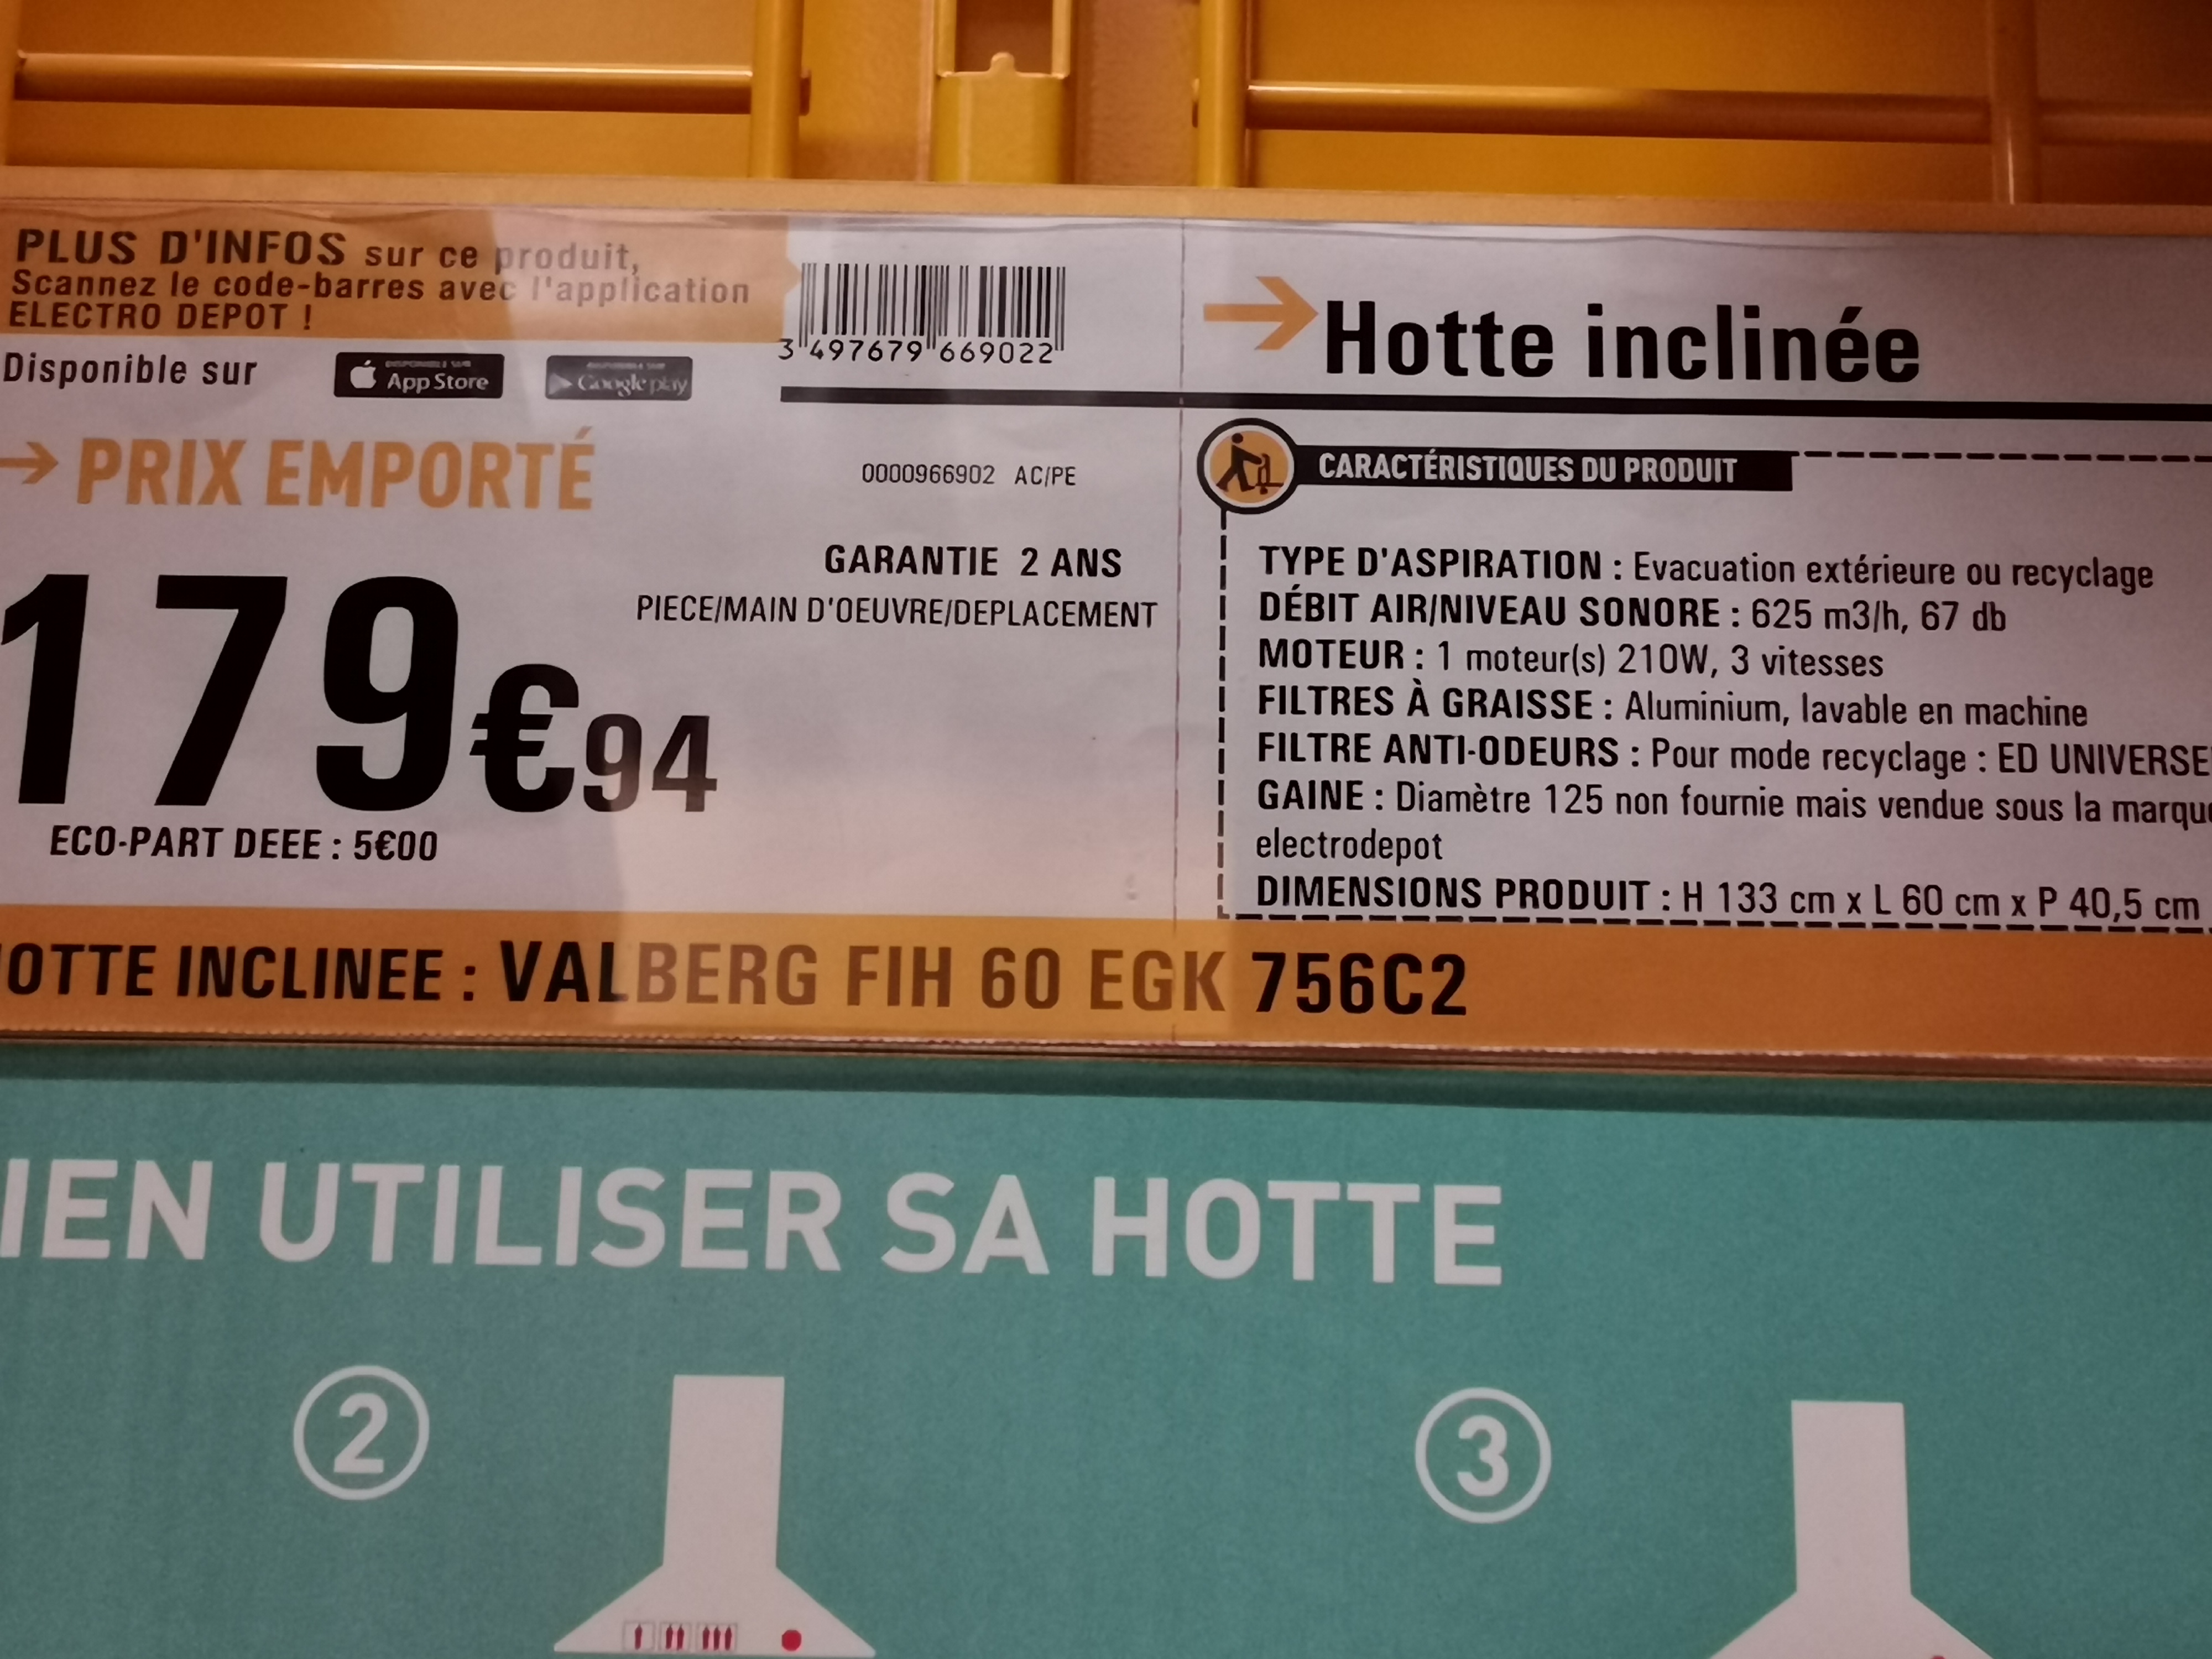 PLUS D'INFOS sur ce produit,
Scannez le code-barres avec l'application
ELECTRO DEPOT !
Disponible sur
DISPONIBLE SUR
App Store
Google play
3 497679 669022
PRIX EMPORTÉ
0000966902 AC/PE
GARANTIE 2 ANS
PIECE/MAIN D'OEUVRE/DEPLACEMENT
179€94
ECO-PART DEEE : 5€00
Hotte inclinée
CARACTÉRISTIQUES DU PRODUIT
TYPE D'ASPIRATION : Evacuation extérieure ou recyclage
DÉBIT AIR/NIVEAU SONORE : 625 m3/h, 67 db
MOTEUR : 1 moteur(s) 210W, 3 vitesses
FILTRES À GRAISSE : Aluminium, lavable en machine
FILTRE ANTI-ODEURS : Pour mode recyclage : ED UNIVERSE
GAINE : Diamètre 125 non fournie mais vendue sous la marqu
electrodepot
DIMENSIONS PRODUIT : H 133 cm x L 60 cm x P 40,5 cm
OTTE INCLINEE : VALBERG FIH 60 EGK 756C2
IEN UTILISER SA HOTTE
2
3